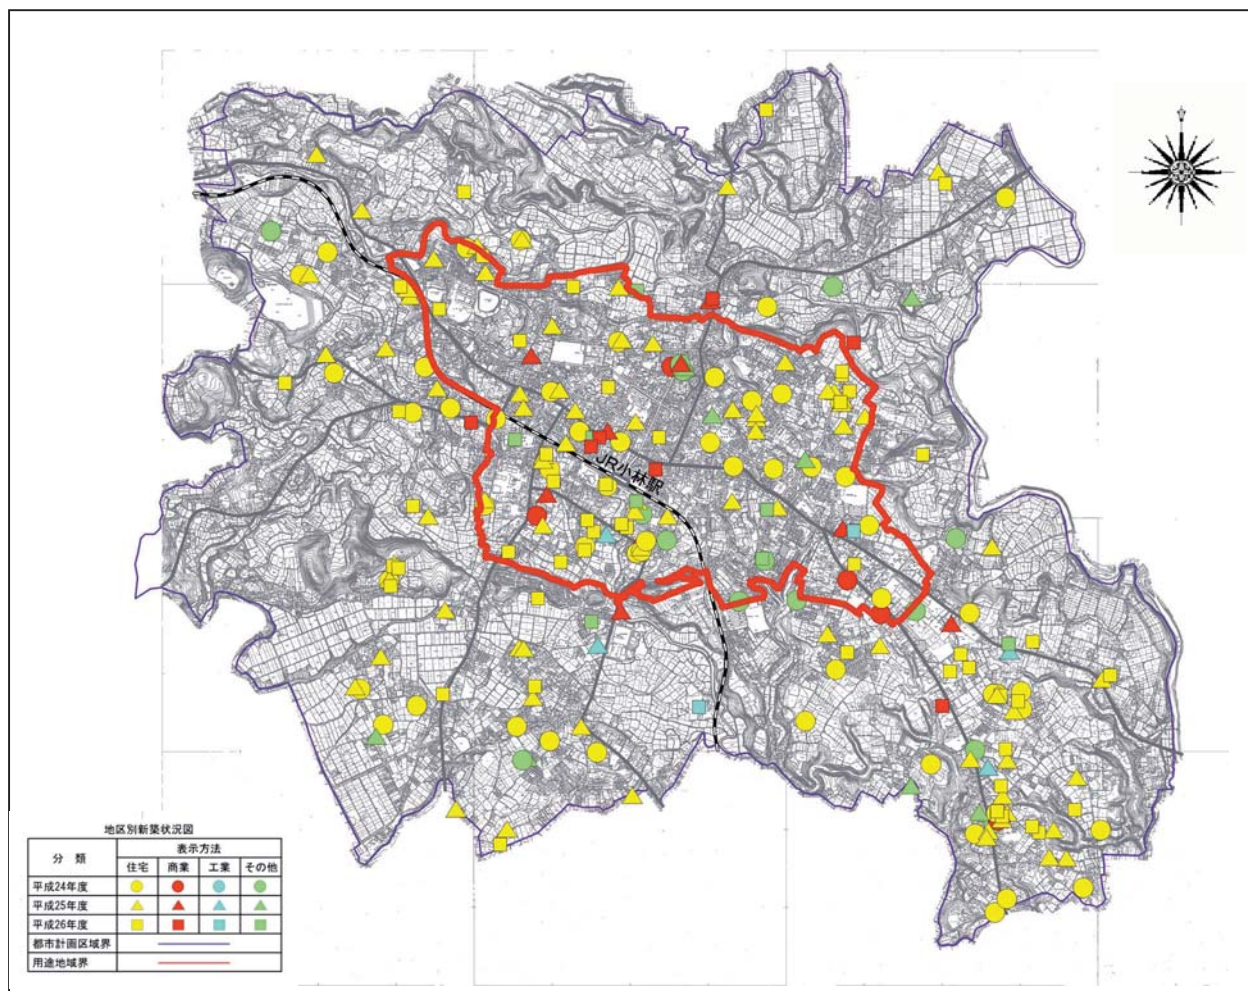 JR小林駅
地区別新築状況図
分 類 表示方法
住宅 商業 工業 その他
平成24年度
平成25年度
平成26年度
都市計画区域界
用途地域界